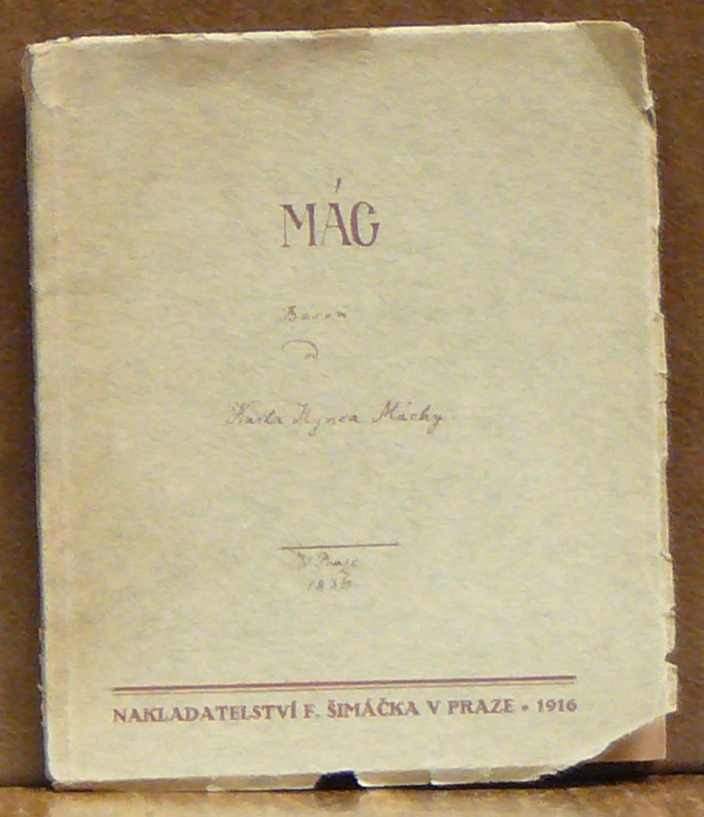 MÁG
Báseň
od
Karla Hynka Máchy.
W Praze
1836
NAKLADATELSTVÍ F. ŠIMÁČKA V PRAZE • 1916